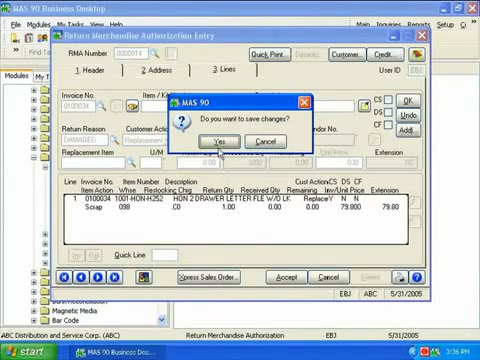 MAS 90 Business Desktop
File Modules
Inquiries Setup
Return Merchandise Authorization Entry
RMA Number 0000014 Quick Print... Customer... Credit...
1. Header 2. Address 3. Lines User ID EBJ
Modules My T
Invoice No.
0100034
CS OK
DS Undo
CF Addl
MAS 90
Do you want to save changes?
Yes Cancel
Return Reason Customer Action
DAMAGED Replacement
Replacement Item U/M
0.00 .00 .00
Line Invoice No. Item Number Description Cust Action CS DS CF
Item Action Whse Restocking Chrg Return Qty Received Qty Remaining Inv/Unit Price Extension
1 0100034 1001-HON-H252 HON 2 DRAWER LETTER FLE W/O LK Replace Y N N
Scrap 098 .00 1.00 .00 79.800 79.80
Quick Line
Xpress Sales Order... Accept Cancel
EBJ ABC 5/31/2005
Magnetic Media
Bar Code
ABC Distribution and Service Corp. (ABC) Return Merchandise Authorization 5/31/2005
start MAS 90 Business Des... 3:36 PM